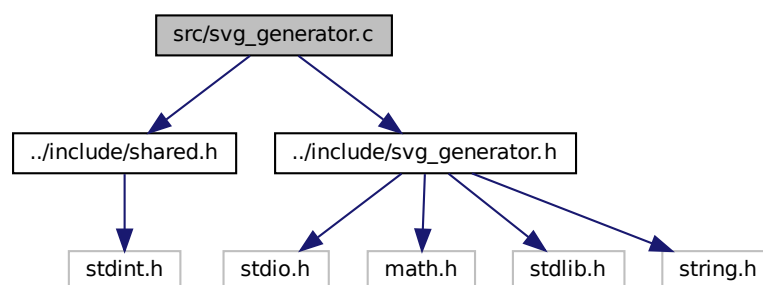 src/svg_generator.c
../include/shared.h
../include/svg_generator.h
stdint.h
stdio.h
math.h
stdlib.h
string.h